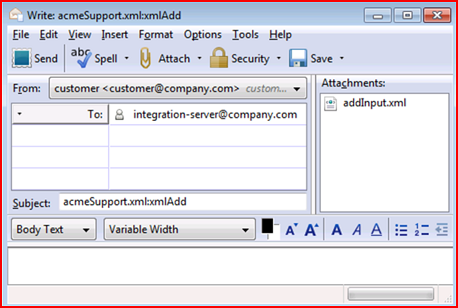 Write: acmeSupport.xml:xmlAdd
File Edit View Insert Format Options Tools Help
Send abc Spell Attach Security Save
From: customer <customer@company.com> custom...
Attachments:
addInput.xml
To: integration-server@company.com
Subject: acmeSupport.xml:xmlAdd
Body Text Variable Width A A A A A